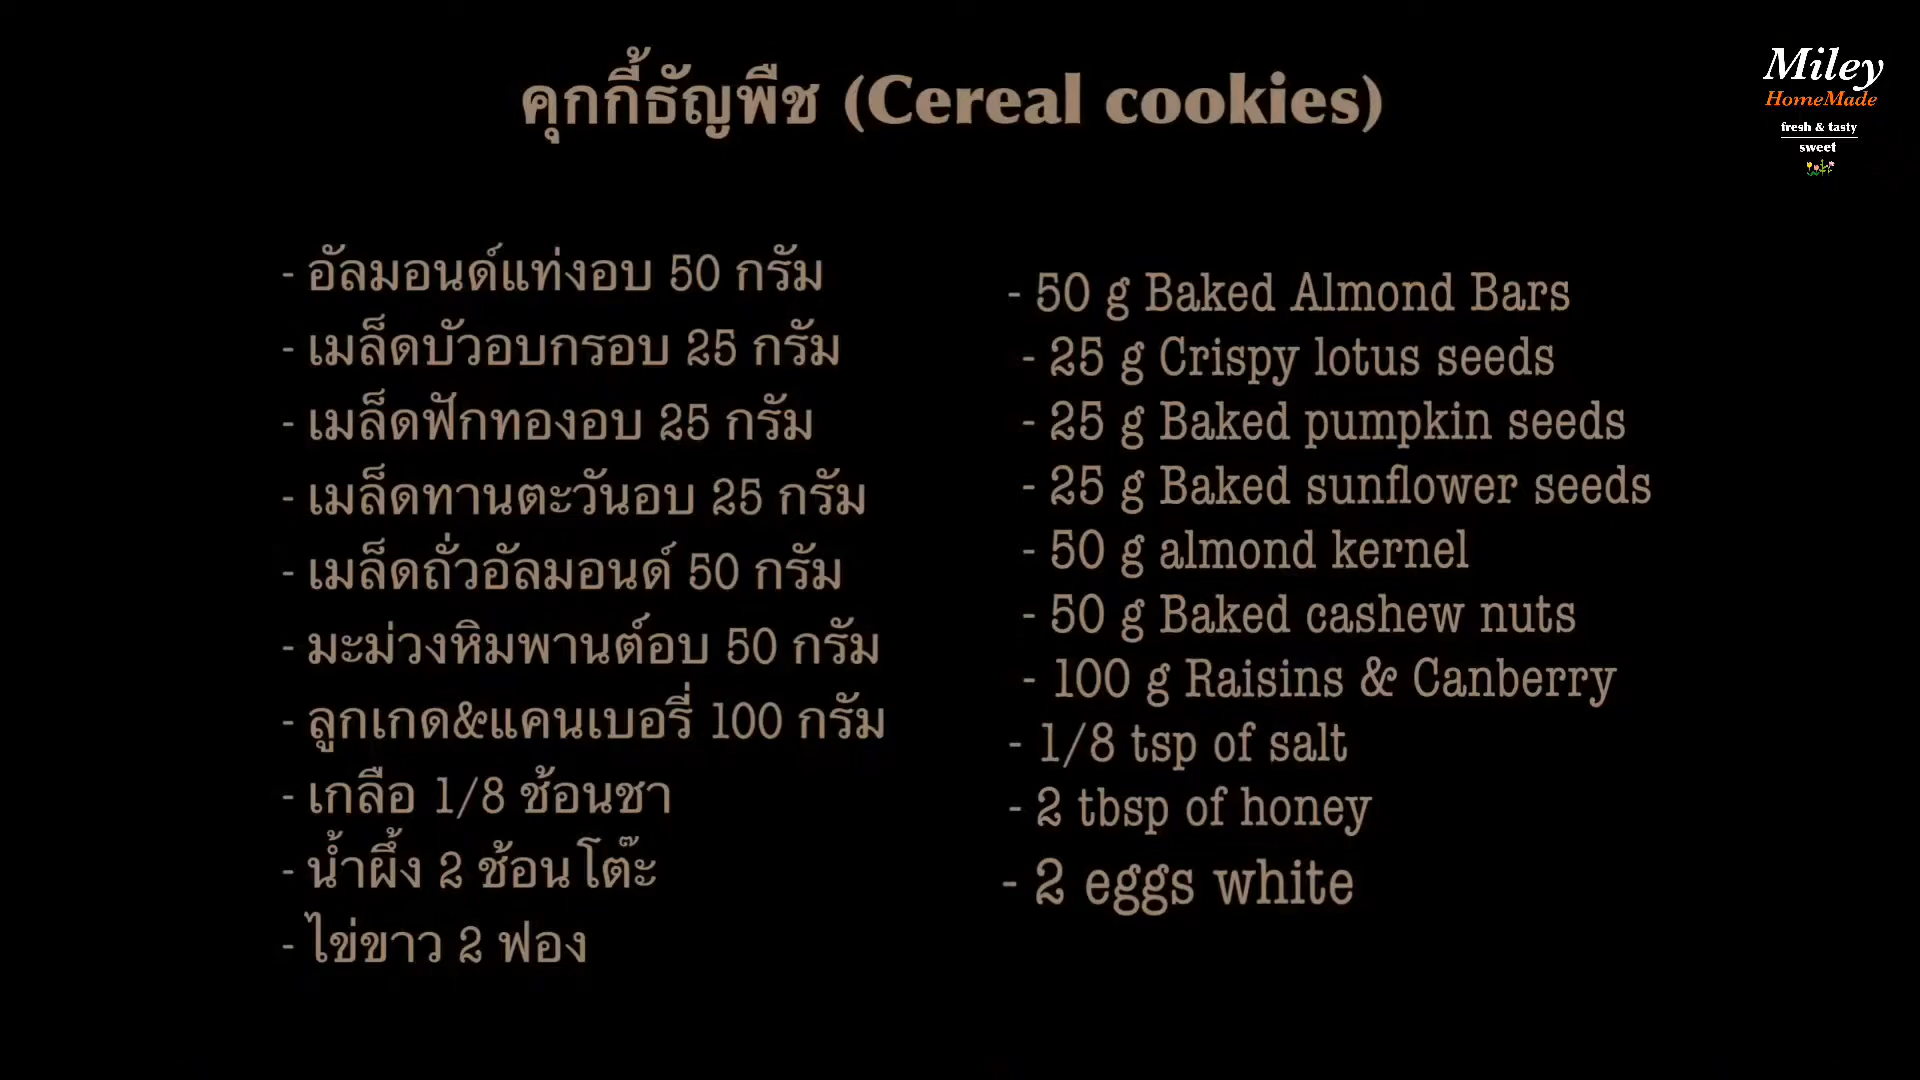 คุกกี้ธัญพืช (Cereal cookies)
Miley
HomeMade
fresh & tasty
sweet
- อัลมอนด์แท่งอบ 50 กรัม
- เมล็ดบัวอบกรอบ 25 กรัม
- เมล็ดฟักทองอบ 25 กรัม
- เมล็ดทานตะวันอบ 25 กรัม
- เมล็ดถั่วอัลมอนด์ 50 กรัม
- มะม่วงหิมพานต์อบ 50 กรัม
- ลูกเกด&แคนเบอรี่ 100 กรัม
- เกลือ 1/8 ช้อนชา
- น้ำผึ้ง 2 ช้อนโต๊ะ
- ไข่ขาว 2 ฟอง
- 50 g Baked Almond Bars
- 25 g Crispy lotus seeds
- 25 g Baked pumpkin seeds
- 25 g Baked sunflower seeds
- 50 g almond kernel
- 50 g Baked cashew nuts
- 100 g Raisins & Canberry
- 1/8 tsp of salt
- 2 tbsp of honey
- 2 eggs white